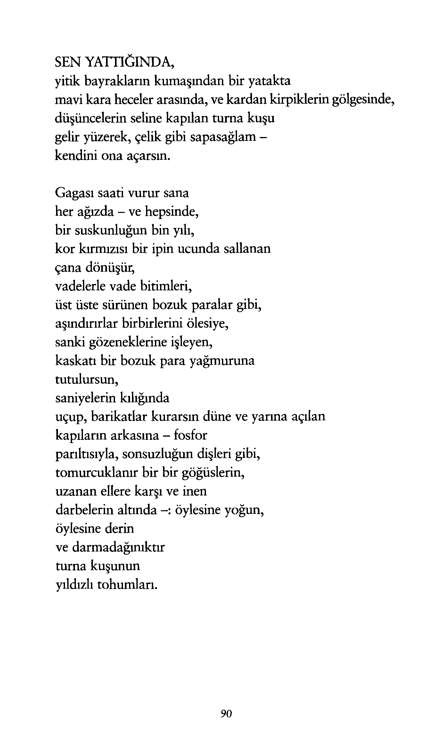 SEN YATTIĞINDA,
yitik bayrakların kumaşından bir yatakta
mavi kara heceler arasında, ve kardan kirpiklerin gölgesinde,
düşüncelerin seline kapılan turna kuşu
gelir yüzerek, çelik gibi sapasağlam –
kendini ona açarsın.

Gagası saati vurur sana
her ağızda – ve hepsinde,
bir suskunluğun bin yılı,
kor kırmızısı bir ipin ucunda sallanan
çana dönüşür,
vadelerle vade bitimleri,
üst üste sürünen bozuk paralar gibi,
aşındırırlar birbirlerini ölesiye,
sanki gözeneklerine işleyen,
kaskatı bir bozuk para yağmuruna
tutulursun,
saniyelerin kılığında
uçup, barikatlar kurarsın düne ve yarına açılan
kapıların arkasına – fosfor
parıltısıyla, sonsuzluğun dişleri gibi,
tomurcuklanır bir bir göğüslerin,
uzanan ellere karşı ve inen
darbelerin altında –: öylesine yoğun,
öylesine derin
ve darmadağınıktır
turna kuşunun
yıldızlı tohumları.

90